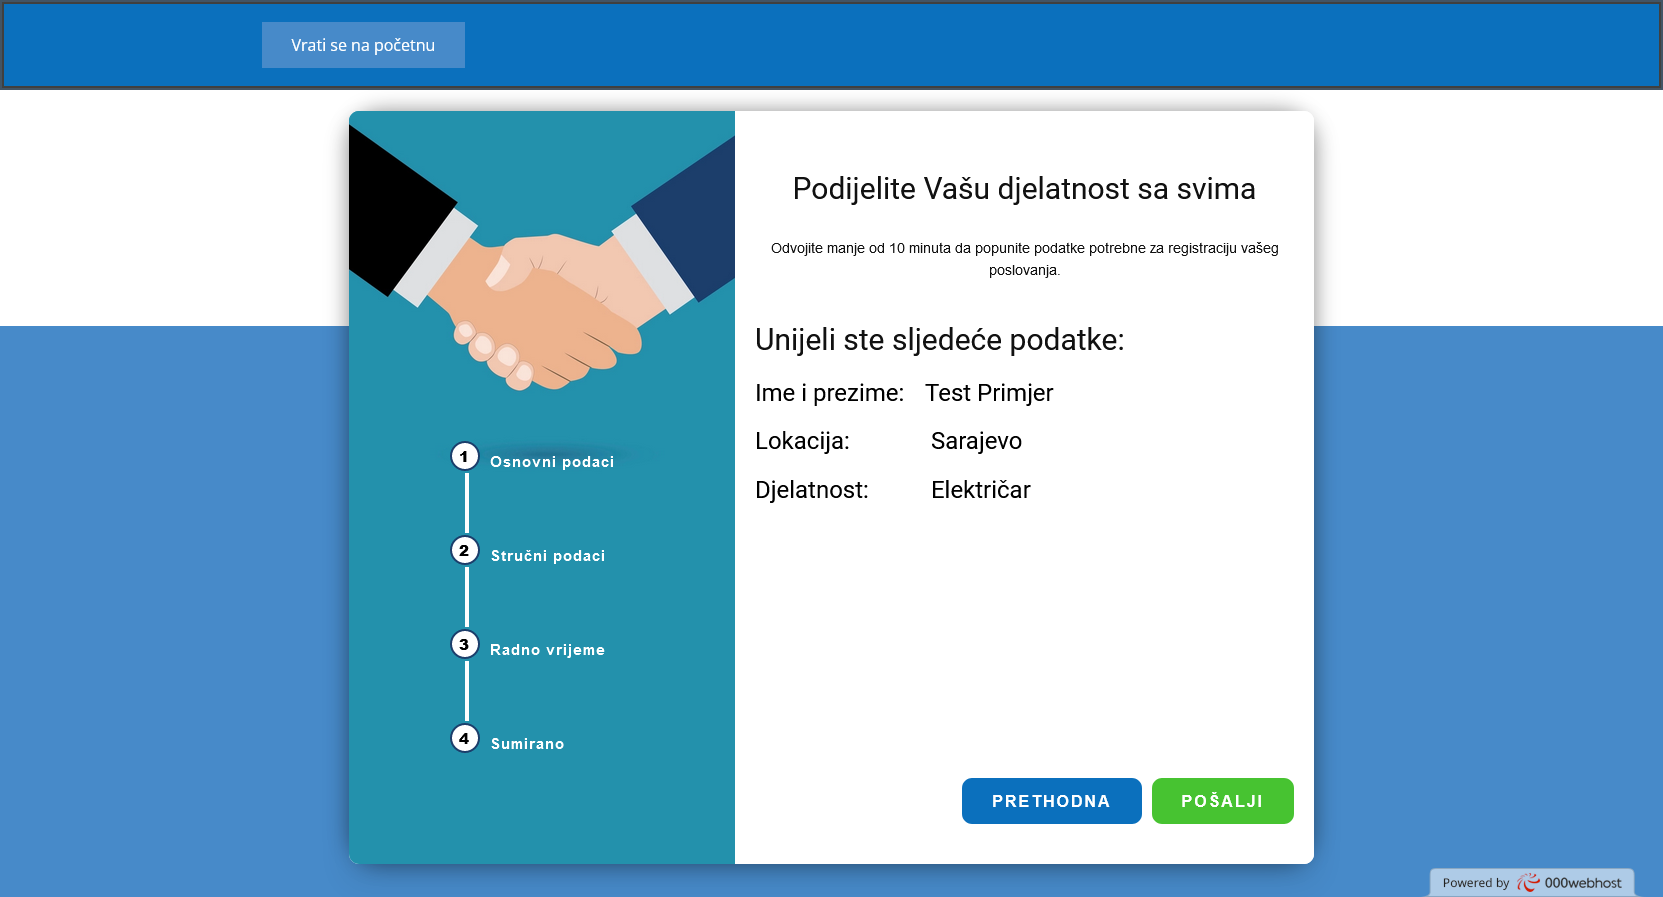 Vrati se na početnu
Podijelite Vašu djelatnost sa svima
Odvojite manje od 10 minuta da popunite podatke potrebne za registraciju vašeg
poslovanja.
Unijeli ste sljedeće podatke:
Ime i prezime: Test Primjer
Lokacija: Sarajevo
Djelatnost: Električar
1 Osnovni podaci
2 Stručni podaci
3 Radno vrijeme
4 Sumirano
PRETHODNA POŠALJI
Powered by 000webhost